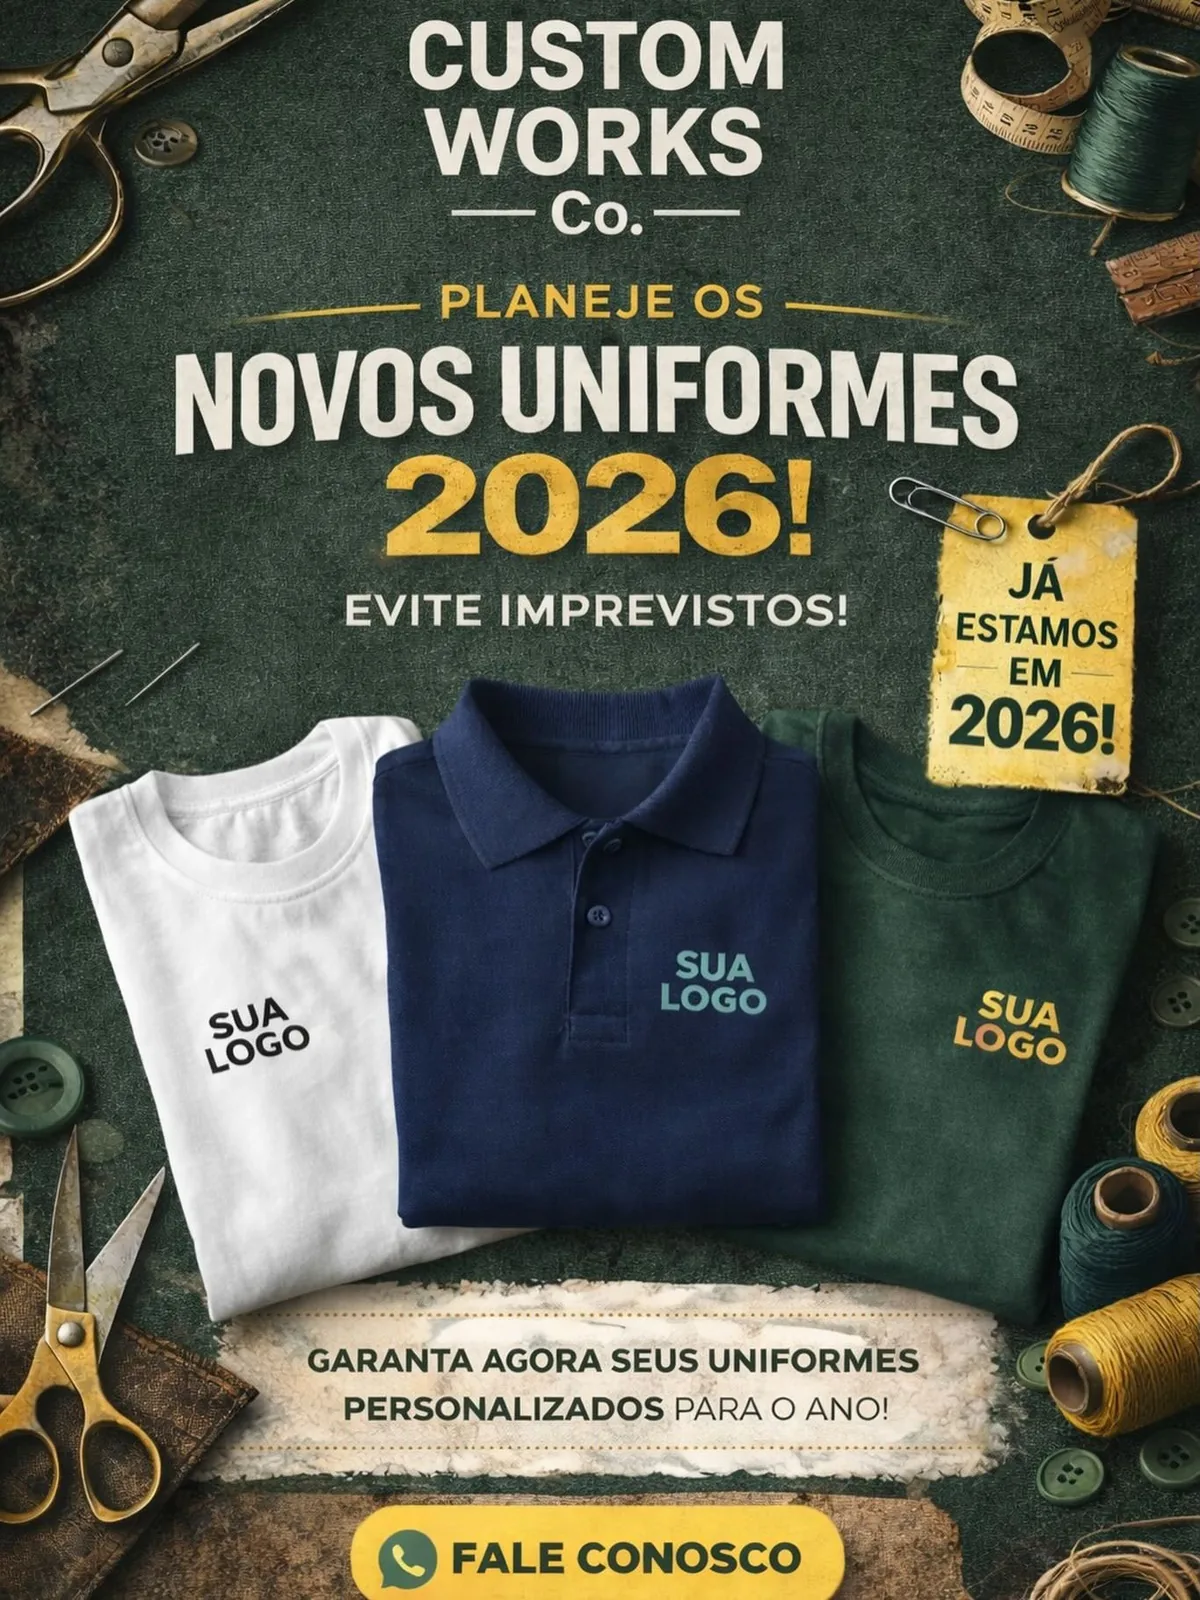 CUSTOM
WORKS
Co.
PLANEJE OS
NOVOS UNIFORMES
2026!
EVITE IMPREVISTOS!
JÁ
ESTAMOS
EM
2026!
SUA
LOGO
SUA
LOGO
SUA
LOGO
GARANTA AGORA SEUS UNIFORMES
PERSONALIZADOS PARA O ANO!
FALE CONOSCO